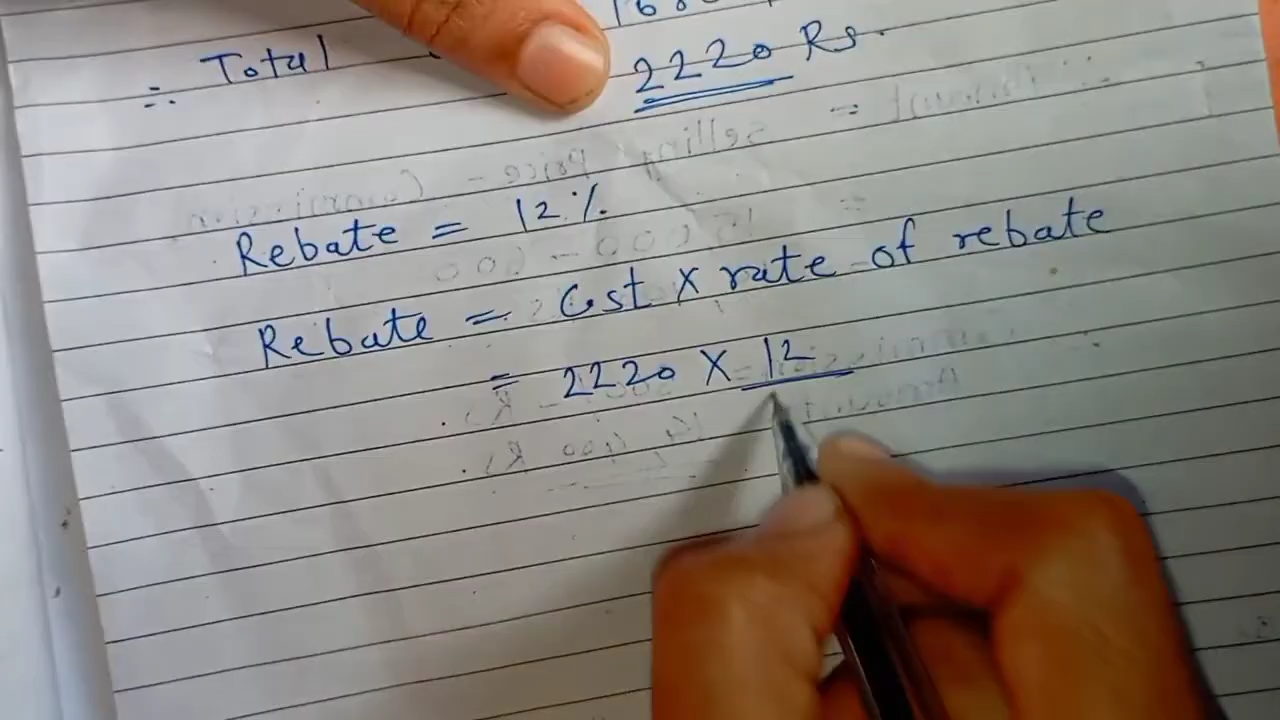 ∴ Total
2220 Rs.
Rebate = 12%
Rebate = Cost X rate of rebate
= 2220 X 12